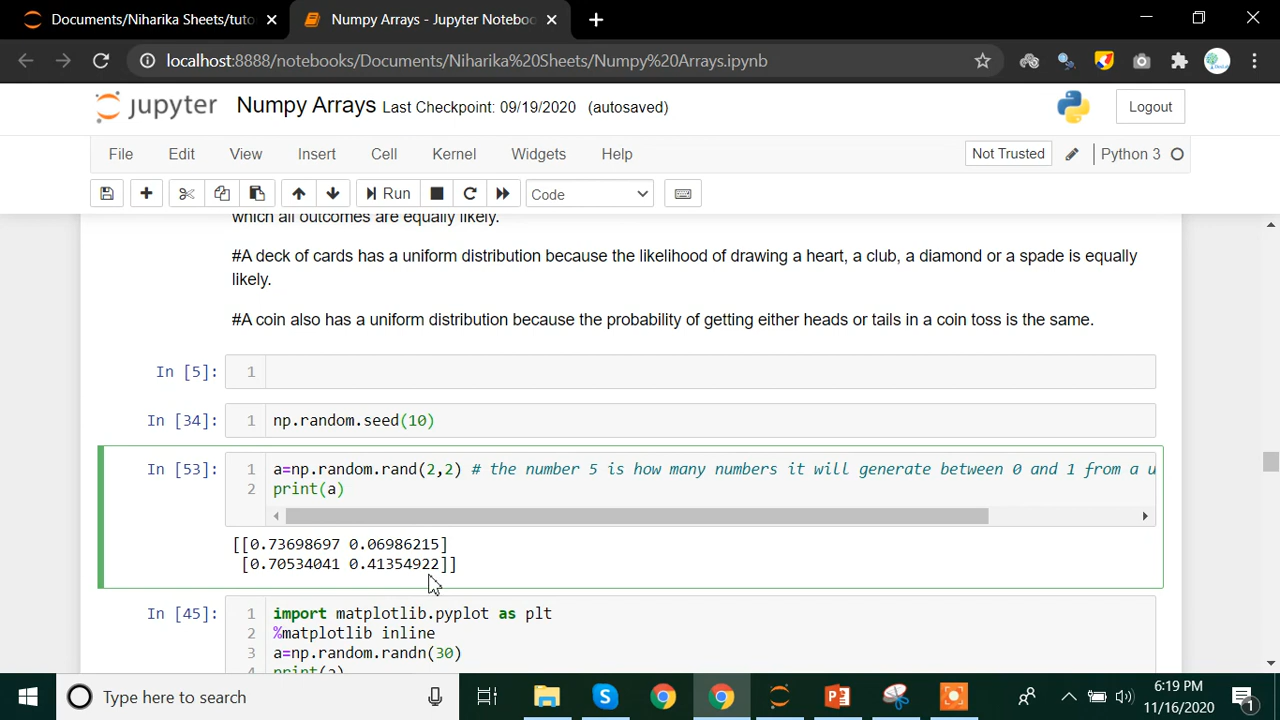 Documents/Niharika Sheets/tuto
Numpy Arrays - Jupyter Noteboo
localhost:8888/notebooks/Documents/Niharika%20Sheets/Numpy%20Arrays.ipynb
jupyter Numpy Arrays Last Checkpoint: 09/19/2020 (autosaved) Logout
File Edit View Insert Cell Kernel Widgets Help Not Trusted Python 3
Run Code
which all outcomes are equally likely.
#A deck of cards has a uniform distribution because the likelihood of drawing a heart, a club, a diamond or a spade is equally
likely.
#A coin also has a uniform distribution because the probability of getting either heads or tails in a coin toss is the same.
In [5]: 1
In [34]: 1 np.random.seed(10)
In [53]: 1 a=np.random.rand(2,2) # the number 5 is how many numbers it will generate between 0 and 1 from a u
2 print(a)
[[0.73698697 0.06986215]
[0.70534041 0.41354922]]
In [45]: 1 import matplotlib.pyplot as plt
2 %matplotlib inline
3 a=np.random.randn(30)
4 print(a)
Type here to search
6:19 PM
11/16/2020
1